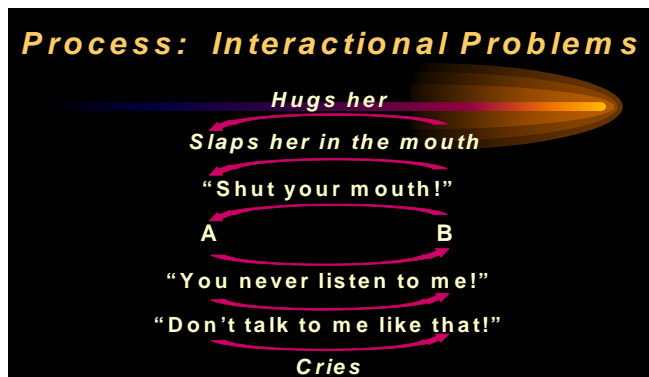 Process: Interactional Problems
Hugs her
Slaps her in the mouth
“Shut your mouth!”
A B
“You never listen to me!”
“Don’t talk to me like that!”
Cries